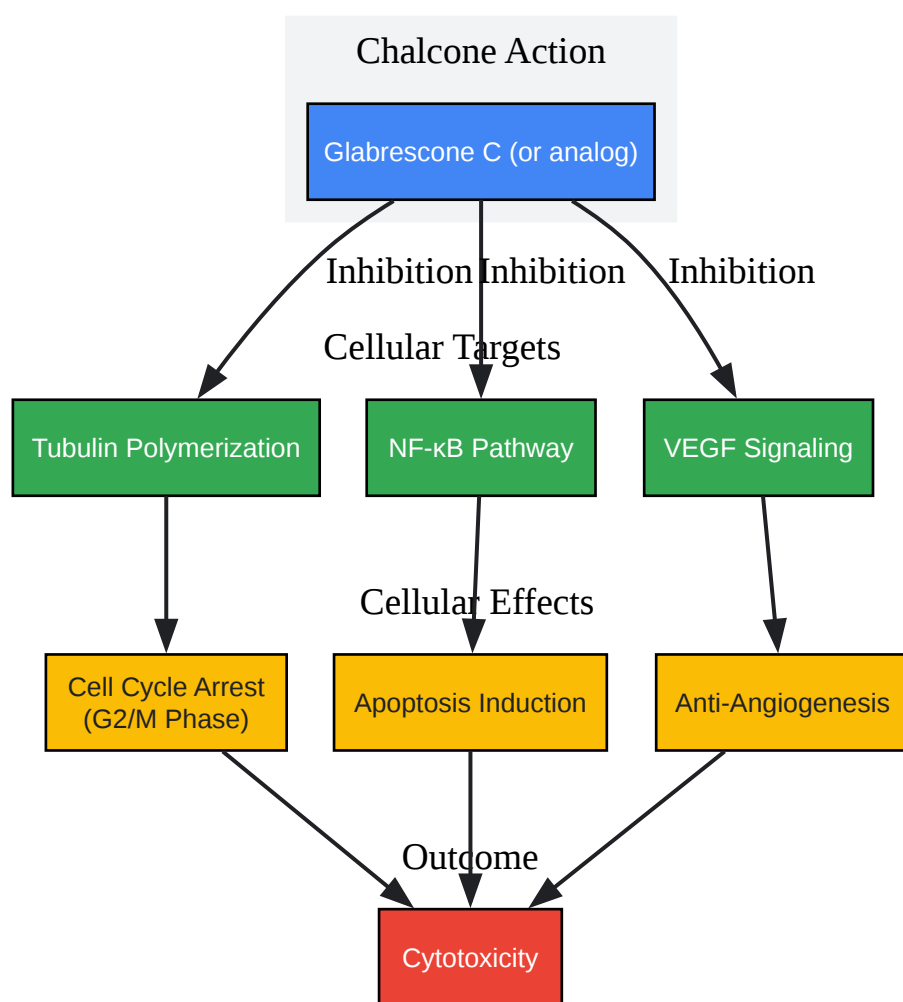 Chalcone Action
Glabrescone C (or analog)
Inhibition
Inhibition
Inhibition
Cellular Targets
Tubulin Polymerization
NF-κB Pathway
VEGF Signaling
Cellular Effects
Cell Cycle Arrest
(G2/M Phase)
Apoptosis Induction
Anti-Angiogenesis
Outcome
Cytotoxicity